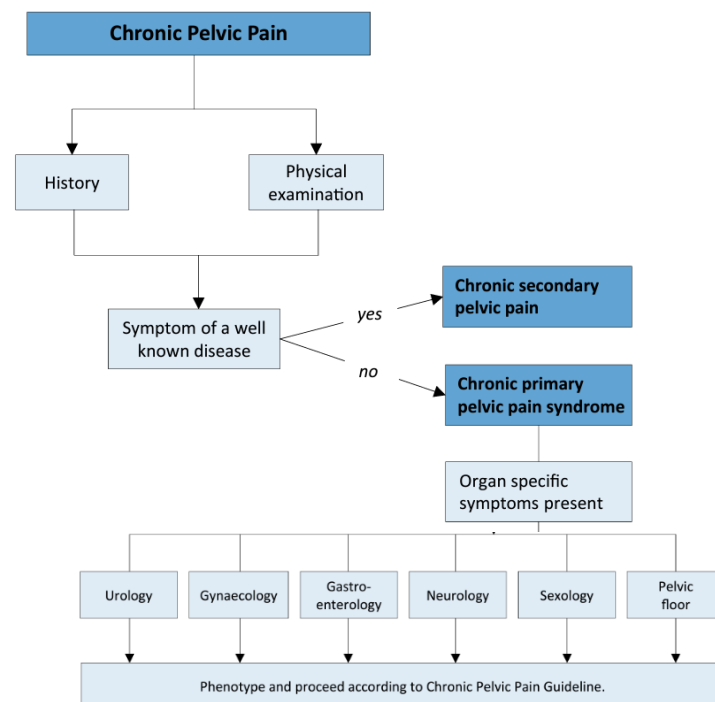 Chronic Pelvic Pain
History
Physical
examination
Symptom of a well
known disease
yes
no
Chronic secondary
pelvic pain
Chronic primary
pelvic pain syndrome
Organ specific
symptoms present
Urology
Gynaecology
Gastro-
enterology
Neurology
Sexology
Pelvic
floor
Phenotype and proceed according to Chronic Pelvic Pain Guideline.